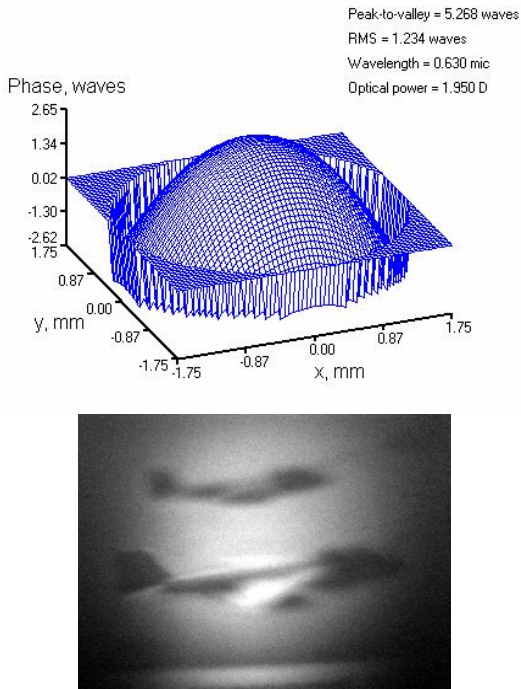 Peak-to-valley = 5.268 waves
RMS = 1.234 waves
Wavelength = 0.630 mic
Optical power = 1.950 D
Phase, waves
2.65
1.34
0.02
-1.30
-2.62
1.75
0.87
0.00
-0.87
-1.75
y, mm
-1.75
-0.87
0.00
0.87
1.75
x, mm